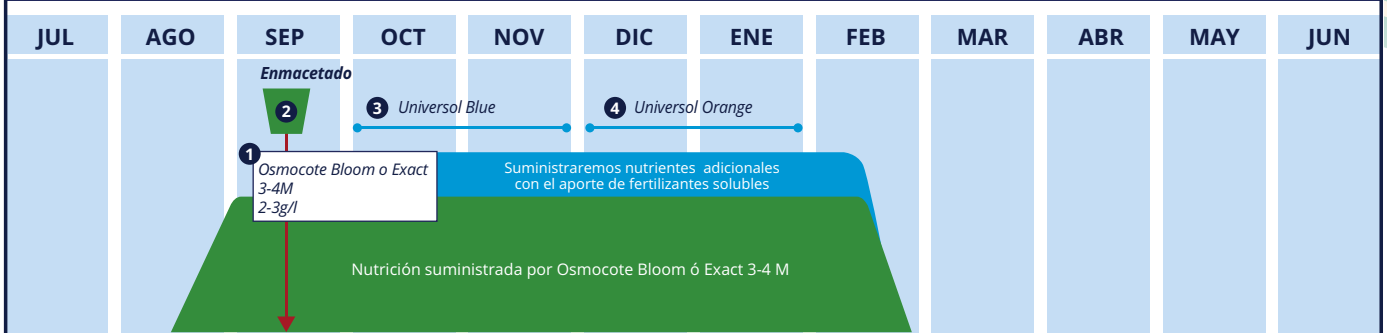 JUL AGO SEP OCT NOV DIC ENE FEB MAR ABR MAY JUN
Enmacetado
2
3 Universol Blue
4 Universol Orange
1
Osmocote Bloom o Exact
3-4M
2-3g/l
Suministraremos nutrientes adicionales
con el aporte de fertilizantes solubles
Nutrición suministrada por Osmocote Bloom ó Exact 3-4 M